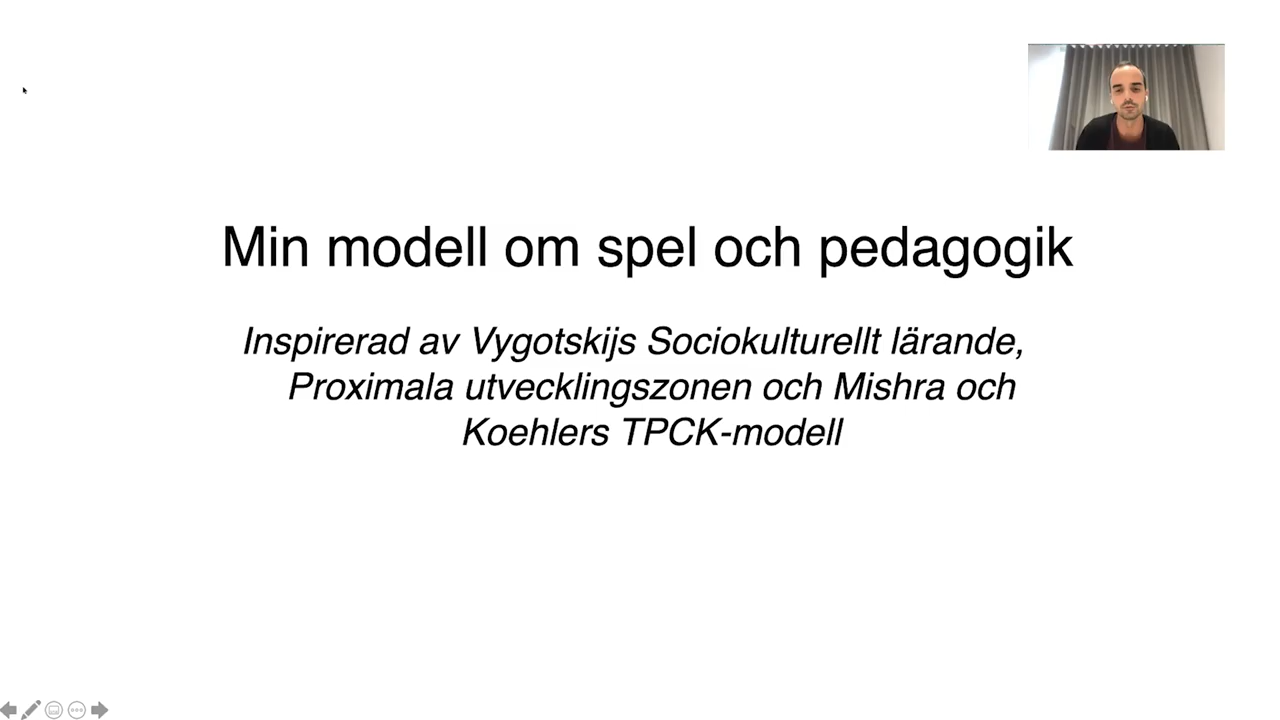 Min modell om spel och pedagogik
Inspirerad av Vygotskijs Sociokulturellt lärande,
Proximala utvecklingszonen och Mishra och
Koehlers TPCK-modell